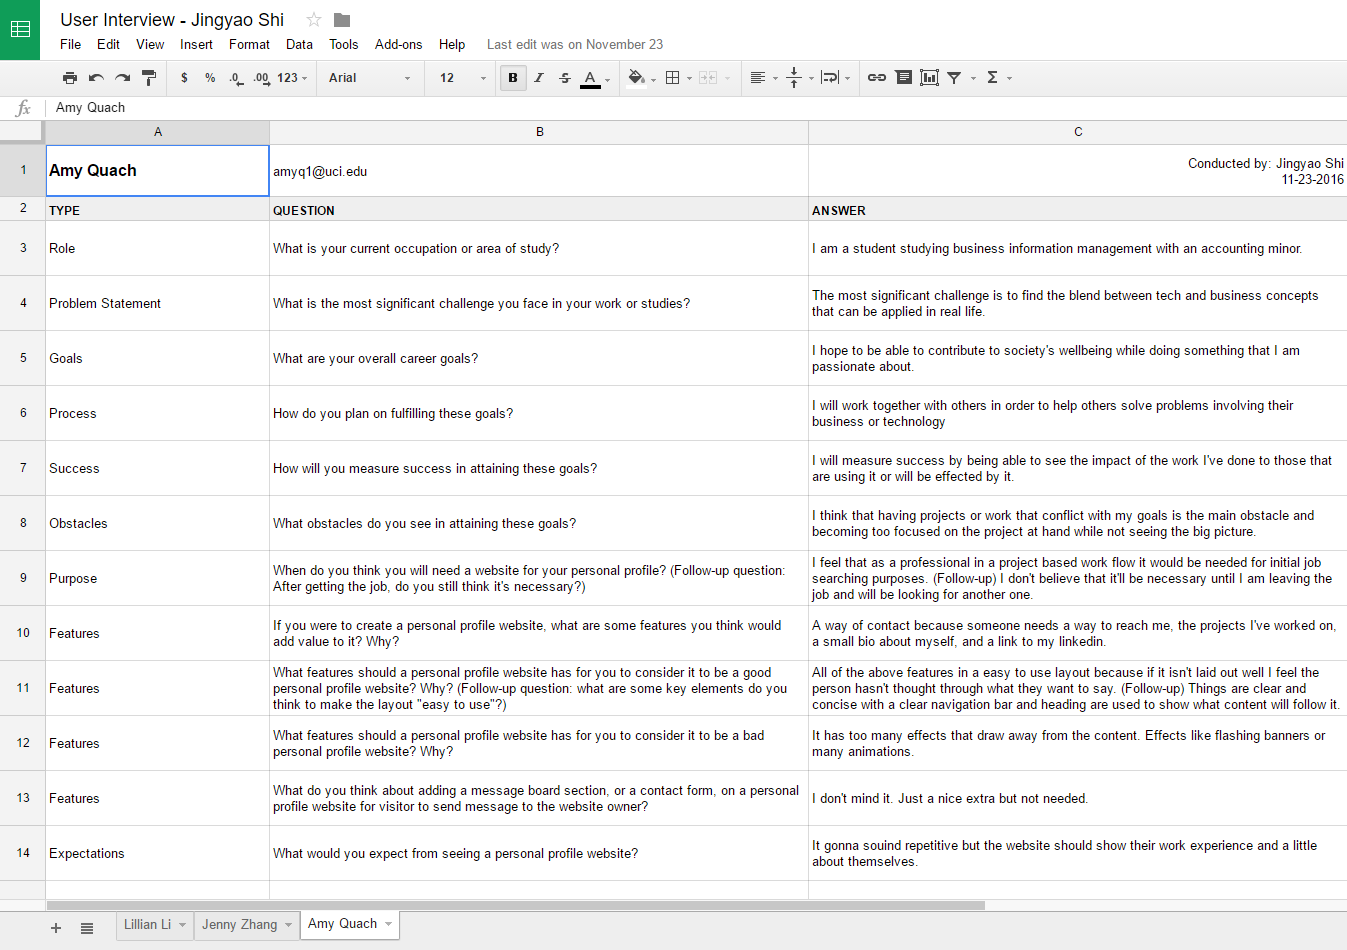 User Interview - Jingyao Shi
File Edit View Insert Format Data Tools Add-ons Help Last edit was on November 23
$ % .0 .00 123 Arial 12 B I S A Σ
fx Amy Quach
A B C
1 Amy Quach amyq1@uci.edu Conducted by: Jingyao Shi
11-23-2016
2 TYPE QUESTION ANSWER
3 Role What is your current occupation or area of study? I am a student studying business information management with an accounting minor.
4 Problem Statement What is the most significant challenge you face in your work or studies? The most significant challenge is to find the blend between tech and business concepts
that can be applied in real life.
5 Goals What are your overall career goals? I hope to be able to contribute to society's wellbeing while doing something that I am
passionate about.
6 Process How do you plan on fulfilling these goals? I will work together with others in order to help others solve problems involving their
business or technology
7 Success How will you measure success in attaining these goals? I will measure success by being able to see the impact of the work I've done to those that
are using it or will be effected by it.
8 Obstacles What obstacles do you see in attaining these goals? I think that having projects or work that conflict with my goals is the main obstacle and
becoming too focused on the project at hand while not seeing the big picture.
9 Purpose When do you think you will need a website for your personal profile? (Follow-up question:
After getting the job, do you still think it's necessary?)
I feel that as a professional in a project based work flow it would be needed for initial job
searching purposes. (Follow-up) I don't believe that it'll be necessary until I am leaving the
job and will be looking for another one.
10 Features If you were to create a personal profile website, what are some features you think would
add value to it? Why?
A way of contact because someone needs a way to reach me, the projects I've worked on,
a small bio about myself, and a link to my linkedin.
11 Features What features should a personal profile website has for you to consider it to be a good
personal profile website? Why? (Follow-up question: what are some key elements do you
think to make the layout "easy to use"?)
All of the above features in a easy to use layout because if it isn't laid out well I feel the
person hasn't thought through what they want to say. (Follow-up) Things are clear and
concise with a clear navigation bar and heading are used to show what content will follow it.
12 Features What features should a personal profile website has for you to consider it to be a bad
personal profile website? Why?
It has too many effects that draw away from the content. Effects like flashing banners or
many animations.
13 Features What do you think about adding a message board section, or a contact form, on a personal
profile website for visitor to send message to the website owner?
I don't mind it. Just a nice extra but not needed.
14 Expectations What would you expect from seeing a personal profile website? It gonna souind repetitive but the website should show their work experience and a little
about themselves.
+ Lillian Li Jenny Zhang Amy Quach